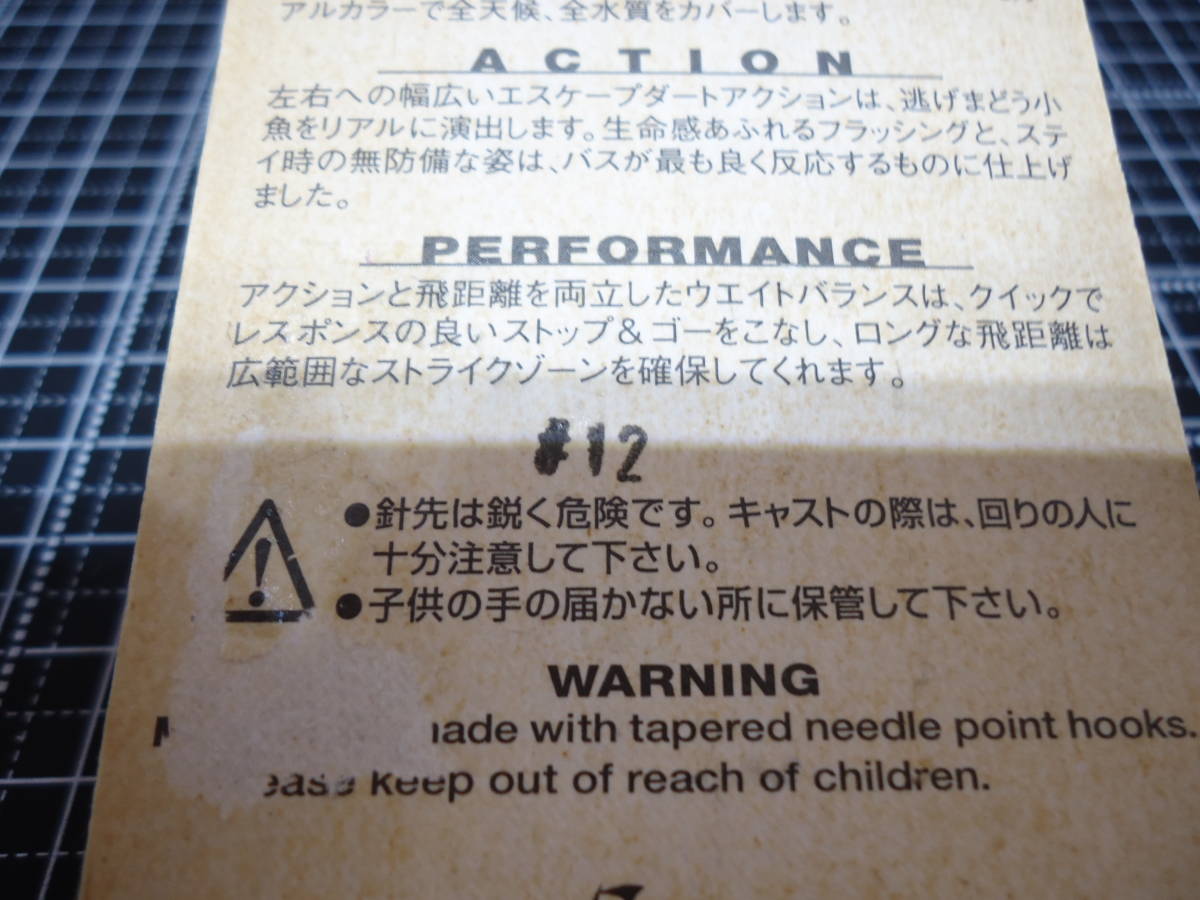 アルカラーで全天候、全水質をカバーします。
ACTION
左右への幅広いエスケープダートアクションは、逃げまどう小
魚をリアルに演出します。生命感あふれるフラッシングと、ステ
イ時の無防備な姿は、バスが最も良く反応するものに仕上げ
ました。
PERFORMANCE
アクションと飛距離を両立したウエイトバランスは、クイックで
レスポンスの良いストップ&ゴーをこなし、ロングな飛距離は
広範囲なストライクゾーンを確保してくれます。
#12
●針先は鋭く危険です。キャストの際は、回りの人に
十分注意して下さい。
●子供の手の届かない所に保管して下さい。
WARNING
with tapered needle point hooks.
keep out of reach of children.